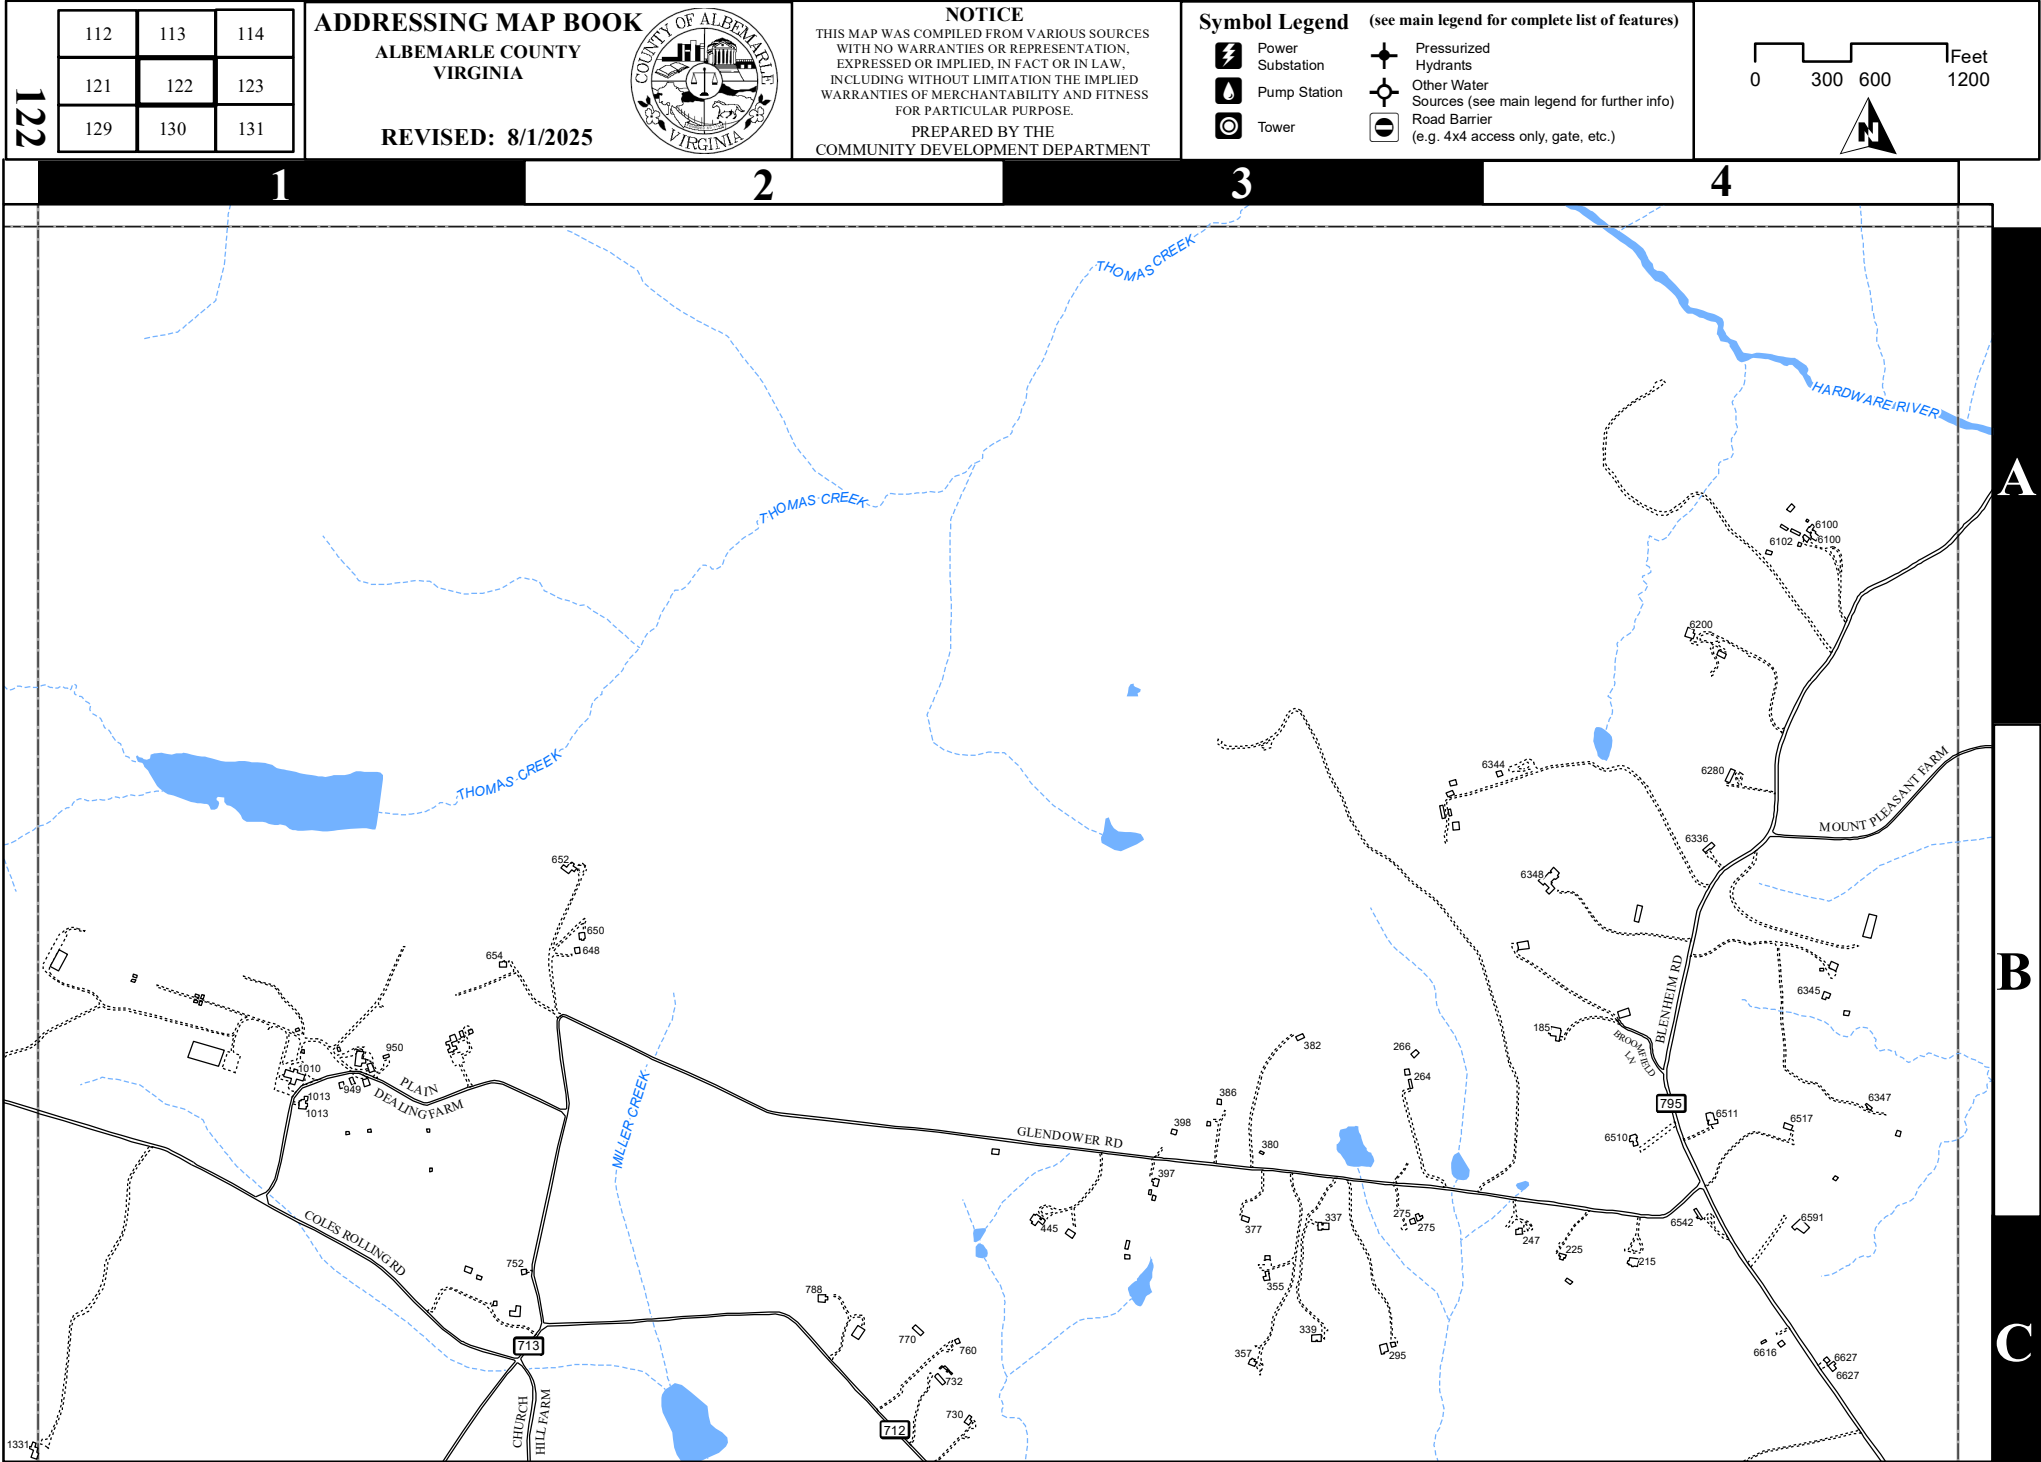 112 113 114
121 122 123
129 130 131
122
ADDRESSING MAP BOOK
ALBEMARLE COUNTY
VIRGINIA
REVISED: 8/1/2025
COUNTY OF ALBEMARLE
VIRGINIA
NOTICE
THIS MAP WAS COMPILED FROM VARIOUS SOURCES
WITH NO WARRANTIES OR REPRESENTATION,
EXPRESSED OR IMPLIED, IN FACT OR IN LAW,
INCLUDING WITHOUT LIMITATION THE IMPLIED
WARRANTIES OF MERCHANTABILITY AND FITNESS
FOR PARTICULAR PURPOSE.
PREPARED BY THE
COMMUNITY DEVELOPMENT DEPARTMENT
Symbol Legend (see main legend for complete list of features)
Power
Substation
Pump Station
Tower
Pressurized
Hydrants
Other Water
Sources (see main legend for further info)
Road Barrier
(e.g. 4x4 access only, gate, etc.)
Feet
0 300 600 1200
N
1 2 3 4
THOMAS CREEK
HARDWARE RIVER
A
THOMAS CREEK
6100
6100
6102
6200
THOMAS CREEK
6344
6280
MOUNT PLEASANT FARM
6336
652
6348
650
648
654
B
BLENHEIM RD
6345
185
BROOMFIELD
LN
382
266
264
950
1010
949
PLAIN
DEALING FARM
1013
1013
MILLER CREEK
386
398
380
GLENDOWER RD
795
6511
6510
6517
6347
397
445
377
337
275
275
247
225
215
6542
6591
COLES ROLLING RD
752
355
788
770
760
339
357
295
713
732
730
712
6616
6627
6627
C
CHURCH
HILL FARM
1331